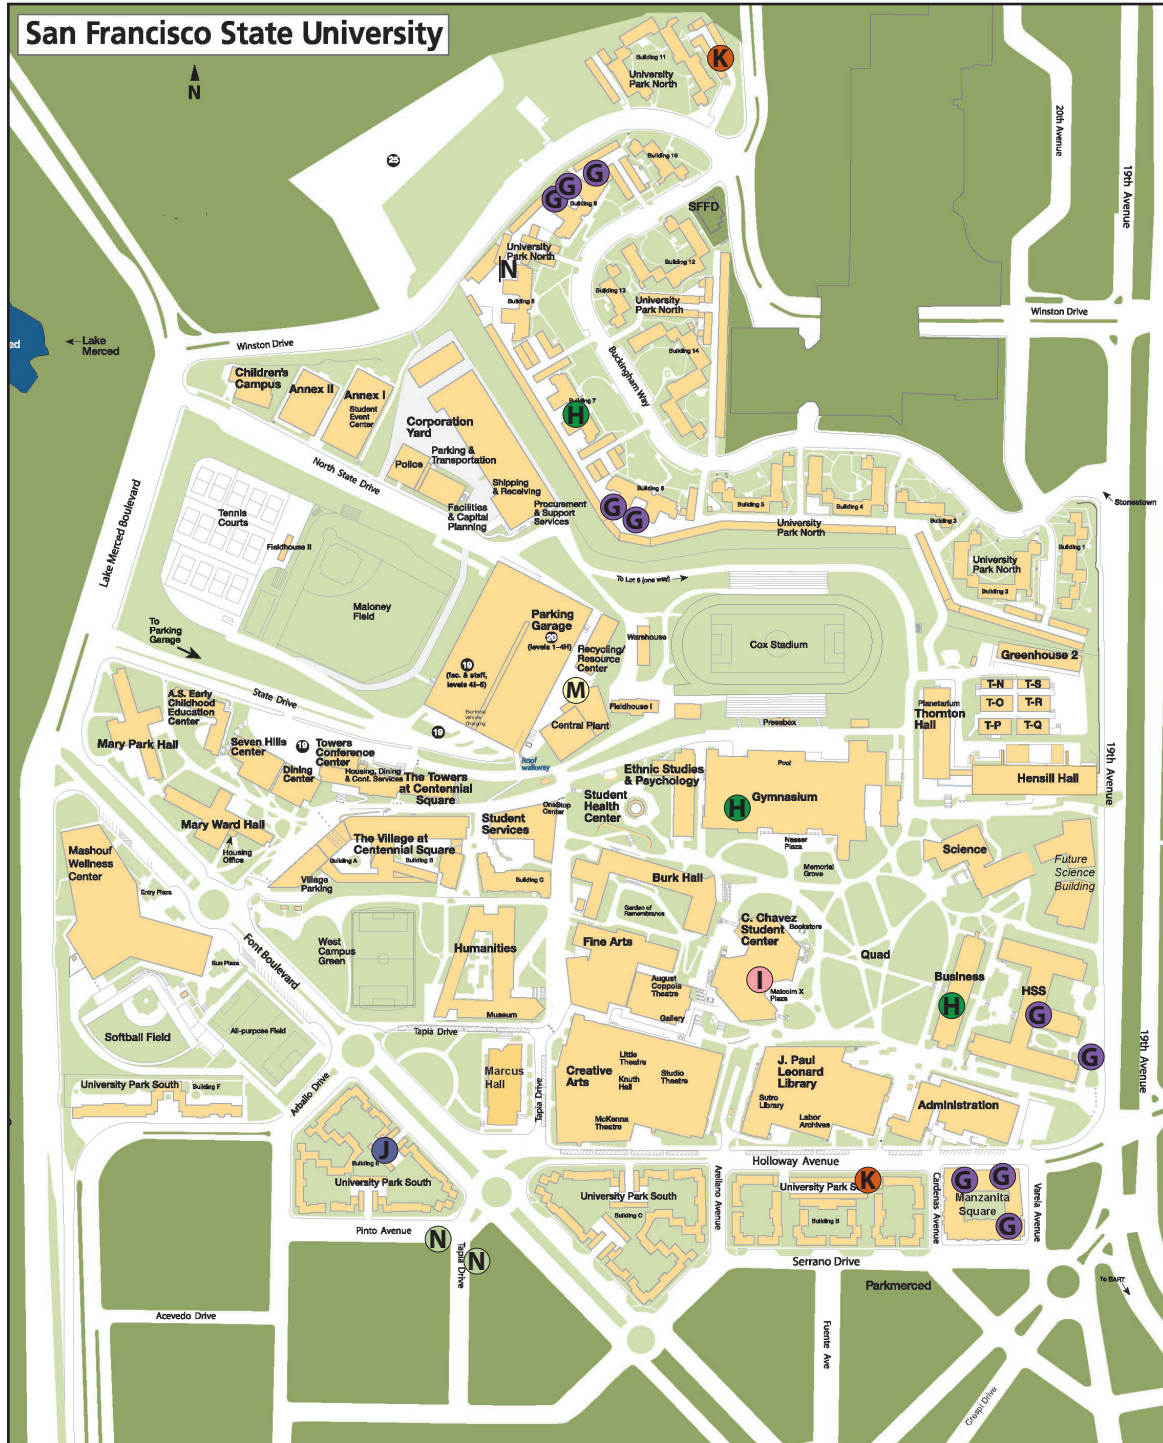 San Francisco State University
N
Building 11
University
Park North
K
20th Avenue
19th Avenue
25
Building 10
G
G
G
Building 9
SFFD
University
Park North
N
Building 12
Building 13
Building 8
University
Park North
Winston Drive
ed
Lake
Merced
Winston Drive
Building 14
Buckingham Way
Children's
Campus
Annex II
Annex I
Student
Event
Center
Building 7
H
Corporation
Yard
Parking &
Transportation
Police
North State Drive
Shipping
& Receiving
Facilities
& Capital
Planning
Procurement
& Support
Services
Building 6
G
G
Building 5
Building 4
Building 3
University
Park North
Stonestown
Lake Merced Boulevard
Tennis
Courts
Fieldhouse II
Building 1
University
Park North
Building 2
To Lot 6 (one way)
Maloney
Field
Parking
Garage
20
(levels 1-4H)
To
Parking
Garage
Warehouse
Recycling/
Resource
Center
Cox Stadium
Greenhouse 2
19
(fac. & staff,
levels 4I-5)
M
T-N
T-S
T-O
T-R
T-P
T-Q
Planetarium
Thornton
Hall
State Drive
A.S. Early
Childhood
Education
Center
Fieldhouse I
Electrical
Vehicle
Charging
Central Plant
Pressbox
Mary Park Hall
Seven Hills
Center
19
Towers
Conference
Center
19
Roof
walkway
Dining
Center
Housing, Dining
& Conf. Services
The Towers
at Centennial
Square
Ethnic Studies
& Psychology
Pool
Hensill Hall
19th Avenue
Gymnasium
H
Student
Health
Center
OneStop
Center
Student
Services
Mary Ward Hall
Housing
Office
The Village at
Centennial Square
Building A
Building B
Nasser
Plaza
Science
Future
Science
Building
Mashouf
Wellness
Center
Entry Plaza
Village
Parking
Building C
Burk Hall
Memorial
Grove
Garden of
Remembrance
C. Chavez
Student
Center
Bookstore
Fine Arts
Humanities
West
Campus
Green
Font Boulevard
Sun Plaza
Quad
August
Coppola
Theatre
I
Malcolm X
Plaza
Business
H
HSS
G
Gallery
Museum
Softball Field
All-purpose Field
Tapia Drive
G
19th Avenue
Little
Theatre
Creative
Arts
Knuth
Hall
Studio
Theatre
McKenna
Theatre
J. Paul
Leonard
Library
Sutro
Library
Labor
Archives
Marcus
Hall
Tapia Drive
Administration
University Park South
Building F
Arballo Drive
J
Building E
University Park South
Holloway Avenue
Arellano Avenue
University Park South
Building C
University Park S
K
Building B
Cardenas Avenue
G
G
Manzanita
Square
G
Varela Avenue
Pinto Avenue
N
Tapia Drive
N
Serrano Drive
Parkmerced
To BART
Acevedo Drive
Fuente Ave
Crespi Drive